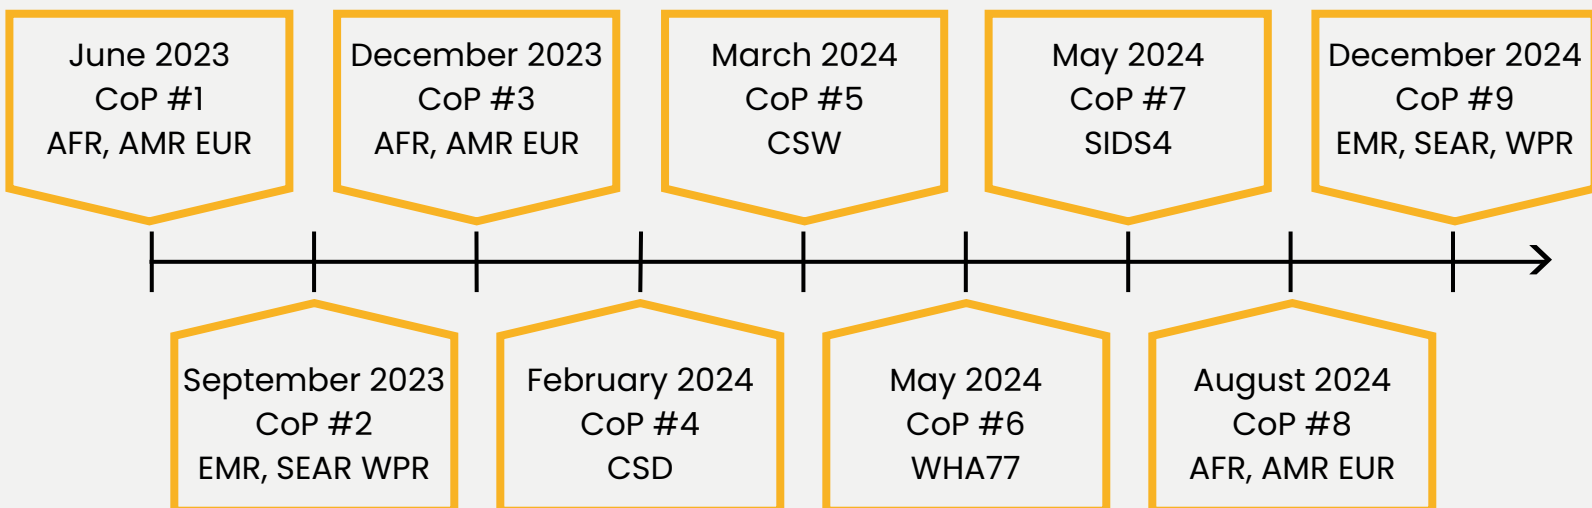 June 2023
CoP #1
AFR, AMR EUR
September 2023
CoP #2
EMR, SEAR WPR
December 2023
CoP #3
AFR, AMR EUR
February 2024
CoP #4
CSD
March 2024
CoP #5
CSW
May 2024
CoP #6
WHA77
May 2024
CoP #7
SIDS4
August 2024
CoP #8
AFR, AMR EUR
December 2024
CoP #9
EMR, SEAR, WPR